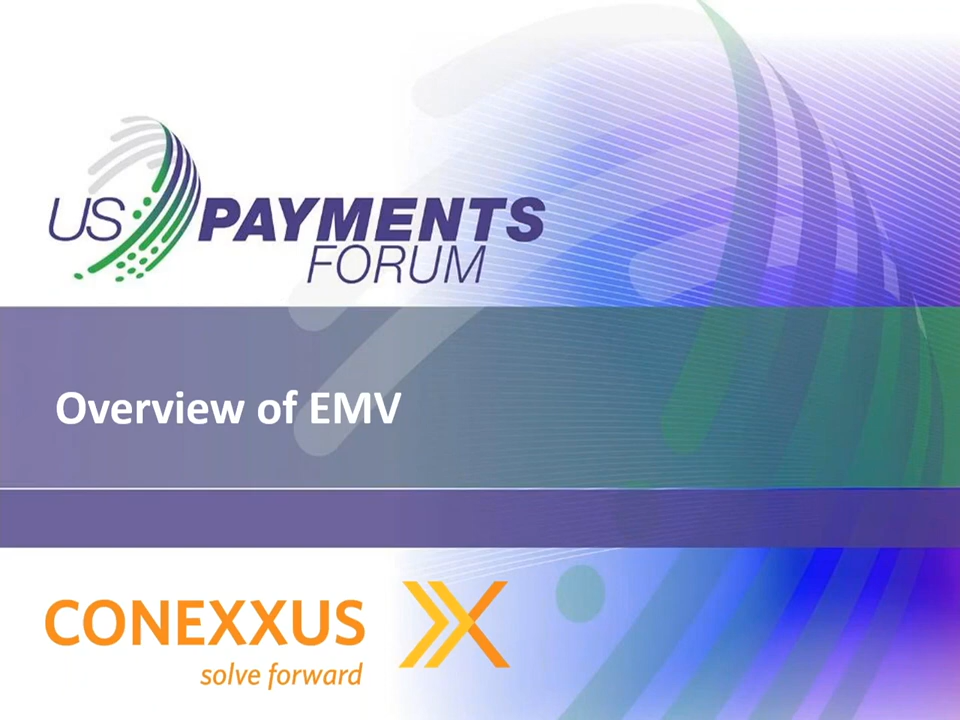 US PAYMENTS
FORUM
Overview of EMV
CONEXXUS
solve forward